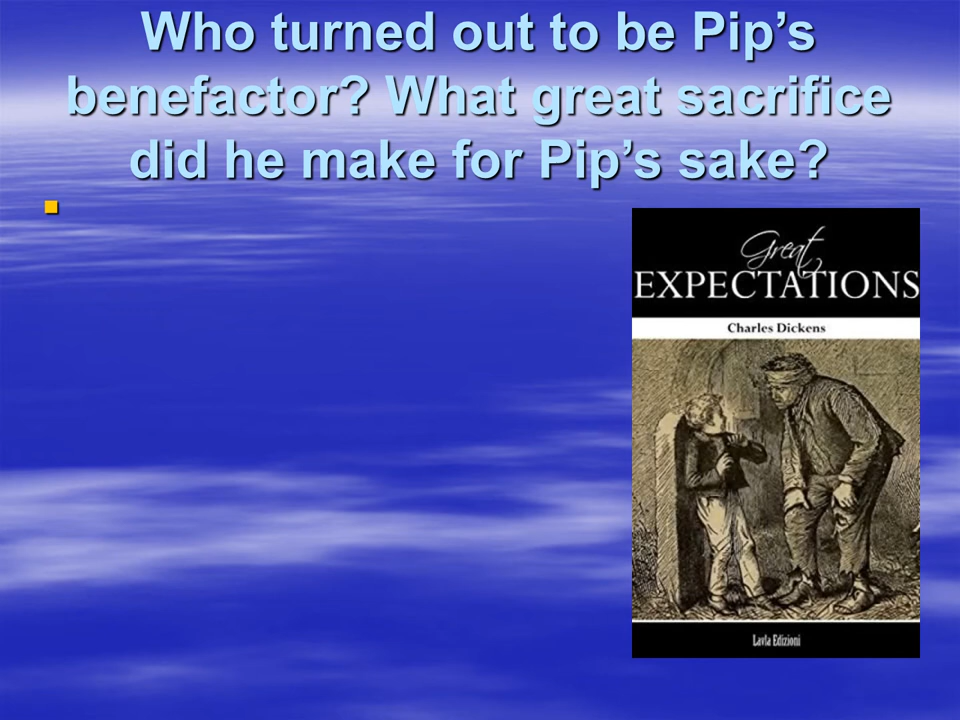 Who turned out to be Pip’s
benefactor? What great sacrifice
did he make for Pip’s sake?
Great
EXPECTATIONS
Charles Dickens
Lavla Edizioni